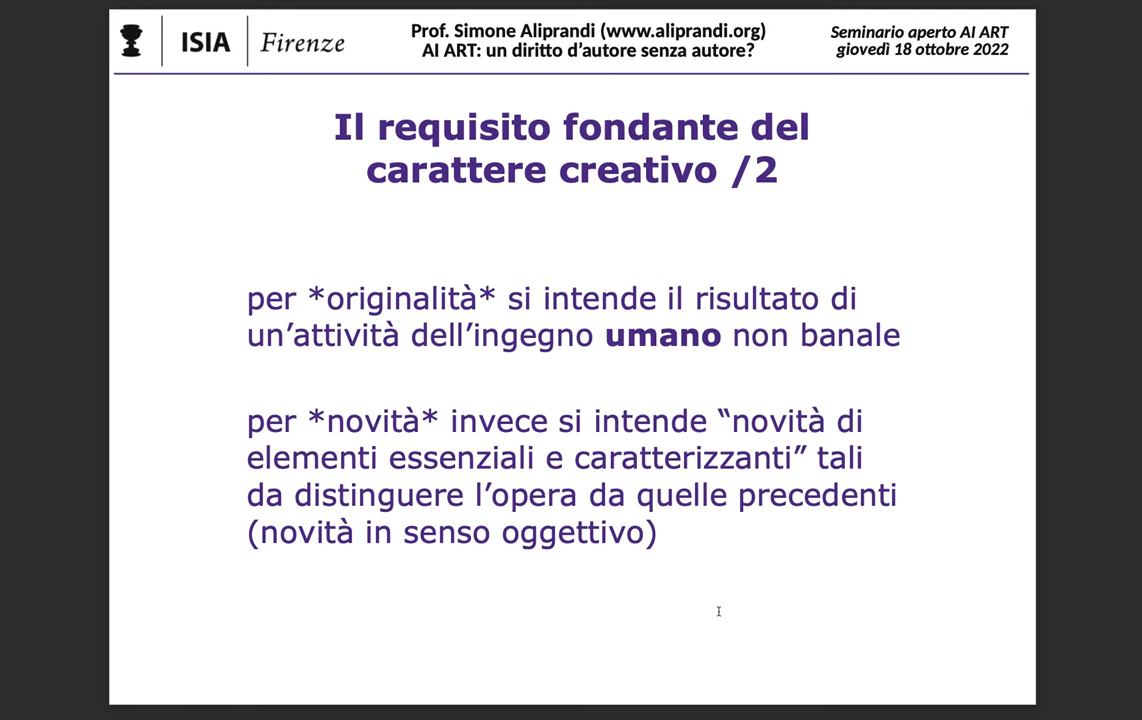 ISIA Firenze
Prof. Simone Aliprandi (www.aliprandi.org)
AI ART: un diritto d’autore senza autore?
Seminario aperto AI ART
giovedì 18 ottobre 2022
Il requisito fondante del
carattere creativo /2
per *originalità* si intende il risultato di
un’attività dell’ingegno umano non banale
per *novità* invece si intende “novità di
elementi essenziali e caratterizzanti” tali
da distinguere l’opera da quelle precedenti
(novità in senso oggettivo)